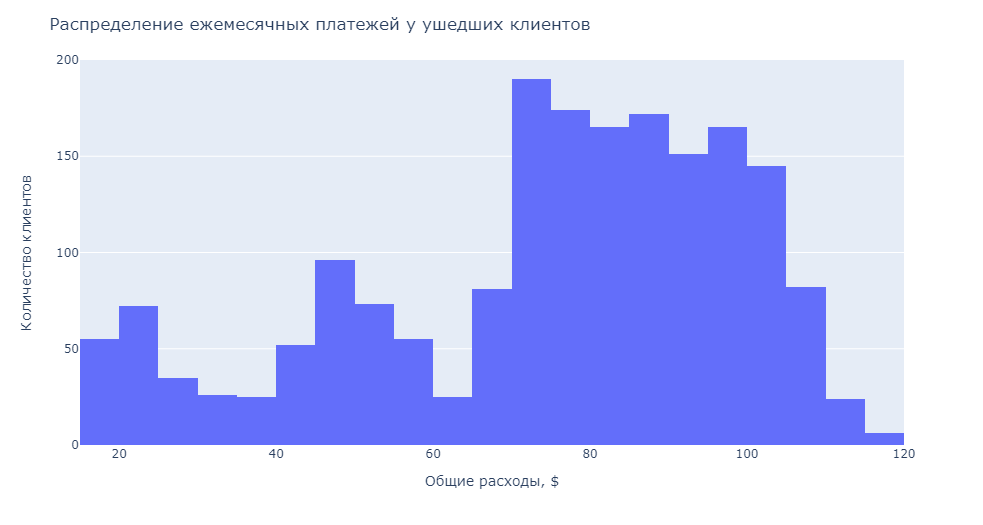 Распределение ежемесячных платежей у ушедших клиентов
200
150
100
50
0
Количество клиентов
20 40 60 80 100 120
Общие расходы, $